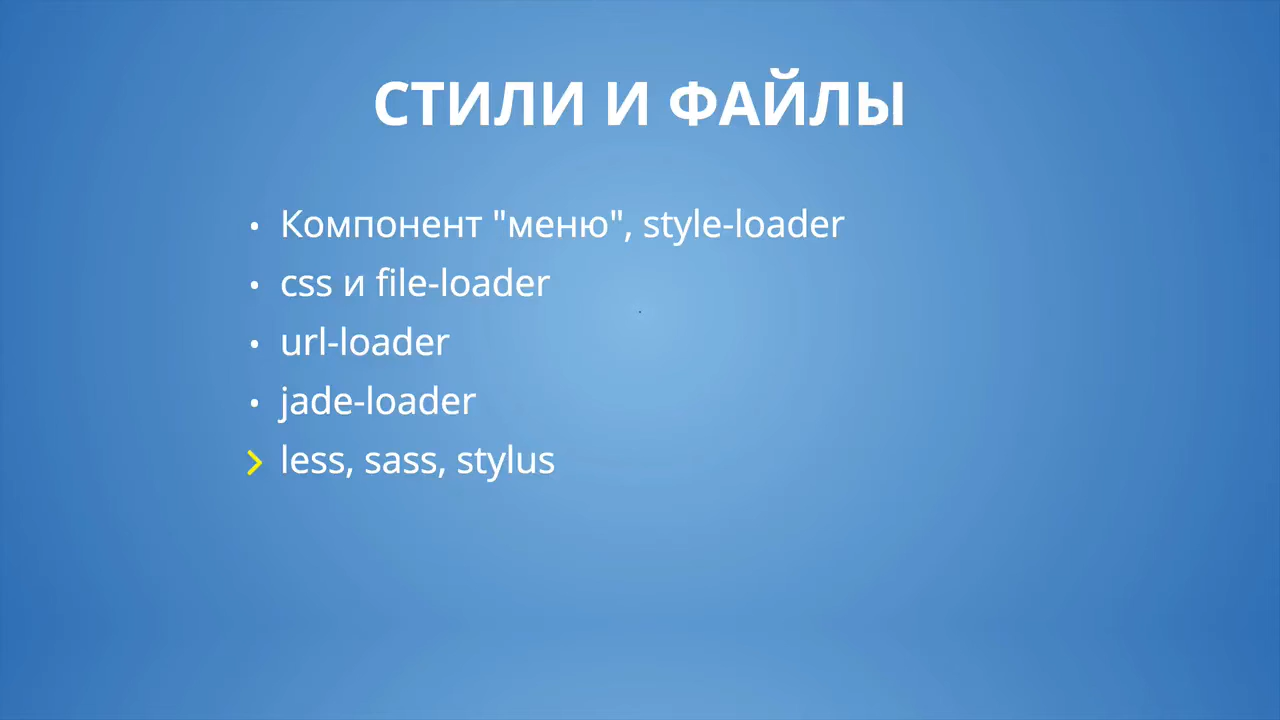 СТИЛИ И ФАЙЛЫ
• Компонент "меню", style-loader
• css и file-loader
• url-loader
• jade-loader
> less, sass, stylus